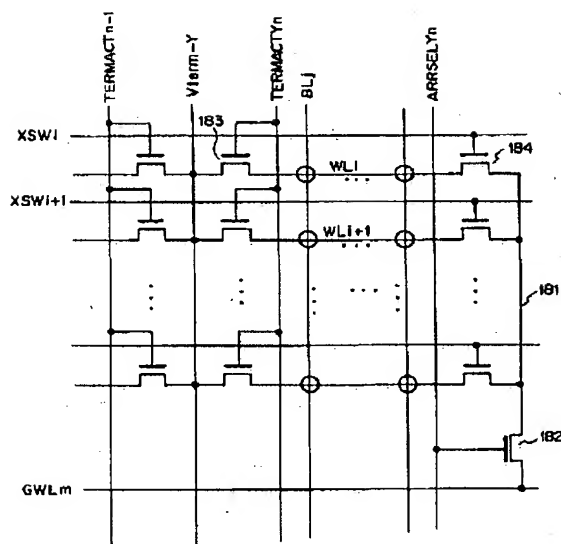 TERMACTn-1
Vterm-Y
TERMACTYn
BLj
ARRSELYn
XSWi
183
WLi
184
XSWi+1
WLi+1
181
182
GWLm